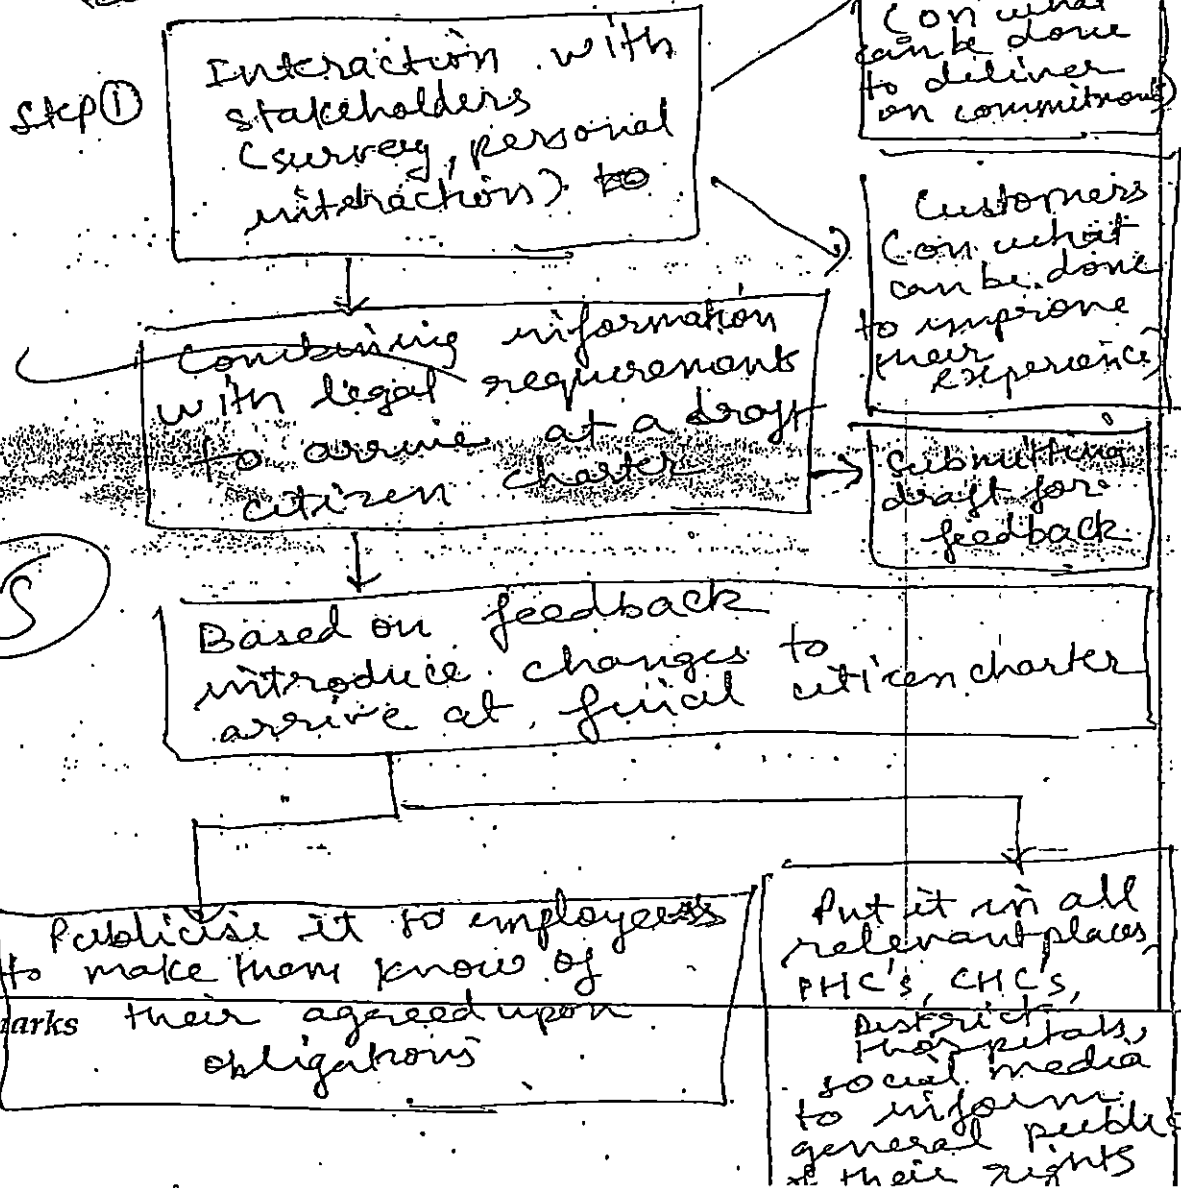 Step ①
Interaction with
stakeholders
(survey, personal
interaction) to
(on what
can be done
to deliver
on commitments)
Customers
(on what
can be done
to improve
their
experience)
Combining information
with legal requirements
to arrive at a draft
citizen charter
Submitting
draft for
feedback
Based on feedback
introduce changes to
arrive at final citizen charter
Publicise it to employees
to make them know of
their agreed upon
obligations
Put it in all
relevant places,
PHC's, CHC's,
District
Hospitals,
social media
to inform
general public
of their rights
arks